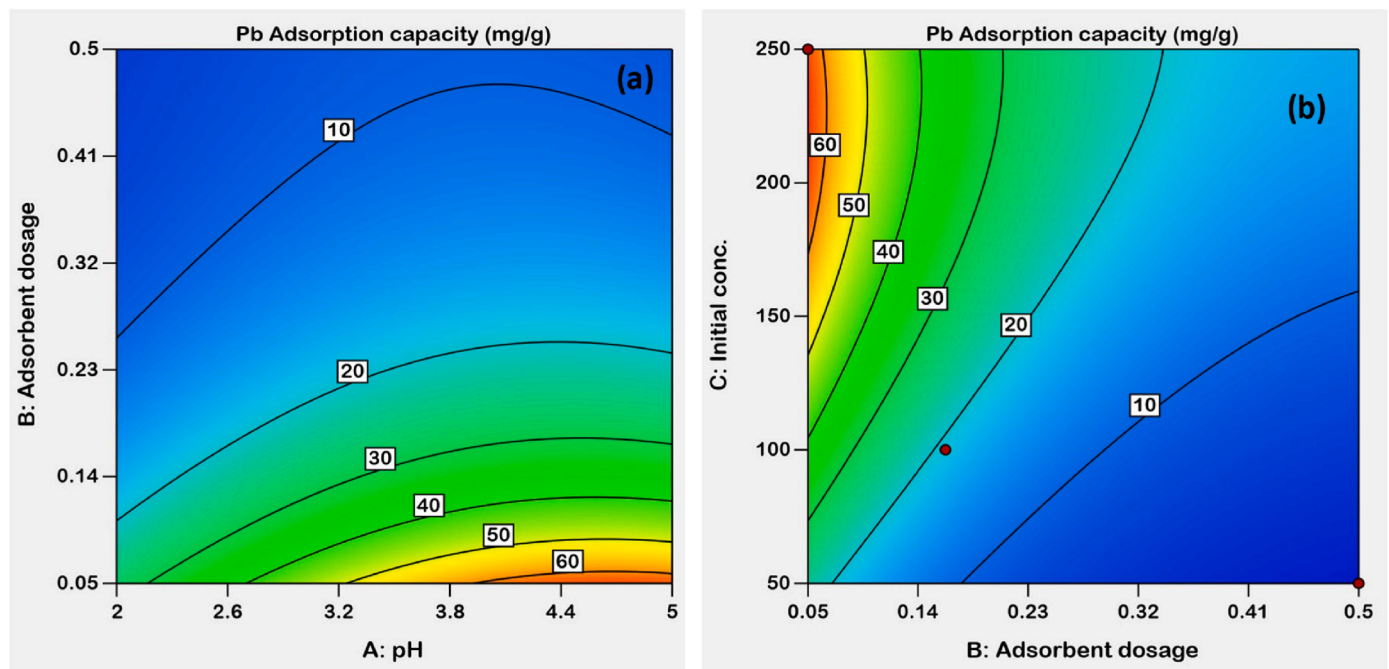 Pb Adsorption capacity (mg/g)
(a)
B: Adsorbent dosage
0.5
0.41
0.32
0.23
0.14
0.05
10
20
30
40
50
60
2 2.6 3.2 3.8 4.4 5
A: pH
Pb Adsorption capacity (mg/g)
(b)
C: Initial conc.
250
200
150
100
50
60
50
40
30
20
10
0.05 0.14 0.23 0.32 0.41 0.5
B: Adsorbent dosage